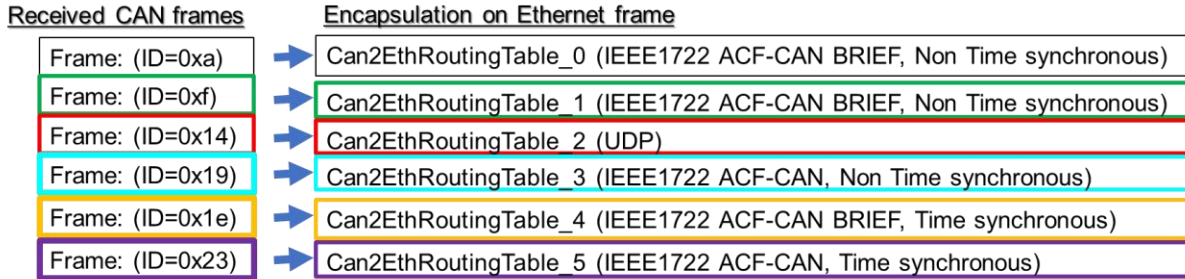 Received CAN frames Encapsulation on Ethernet frame
Frame: (ID=0xa) Can2EthRoutingTable_0 (IEEE1722 ACF-CAN BRIEF, Non Time synchronous)
Frame: (ID=0xf) Can2EthRoutingTable_1 (IEEE1722 ACF-CAN BRIEF, Non Time synchronous)
Frame: (ID=0x14) Can2EthRoutingTable_2 (UDP)
Frame: (ID=0x19) Can2EthRoutingTable_3 (IEEE1722 ACF-CAN, Non Time synchronous)
Frame: (ID=0x1e) Can2EthRoutingTable_4 (IEEE1722 ACF-CAN BRIEF, Time synchronous)
Frame: (ID=0x23) Can2EthRoutingTable_5 (IEEE1722 ACF-CAN, Time synchronous)